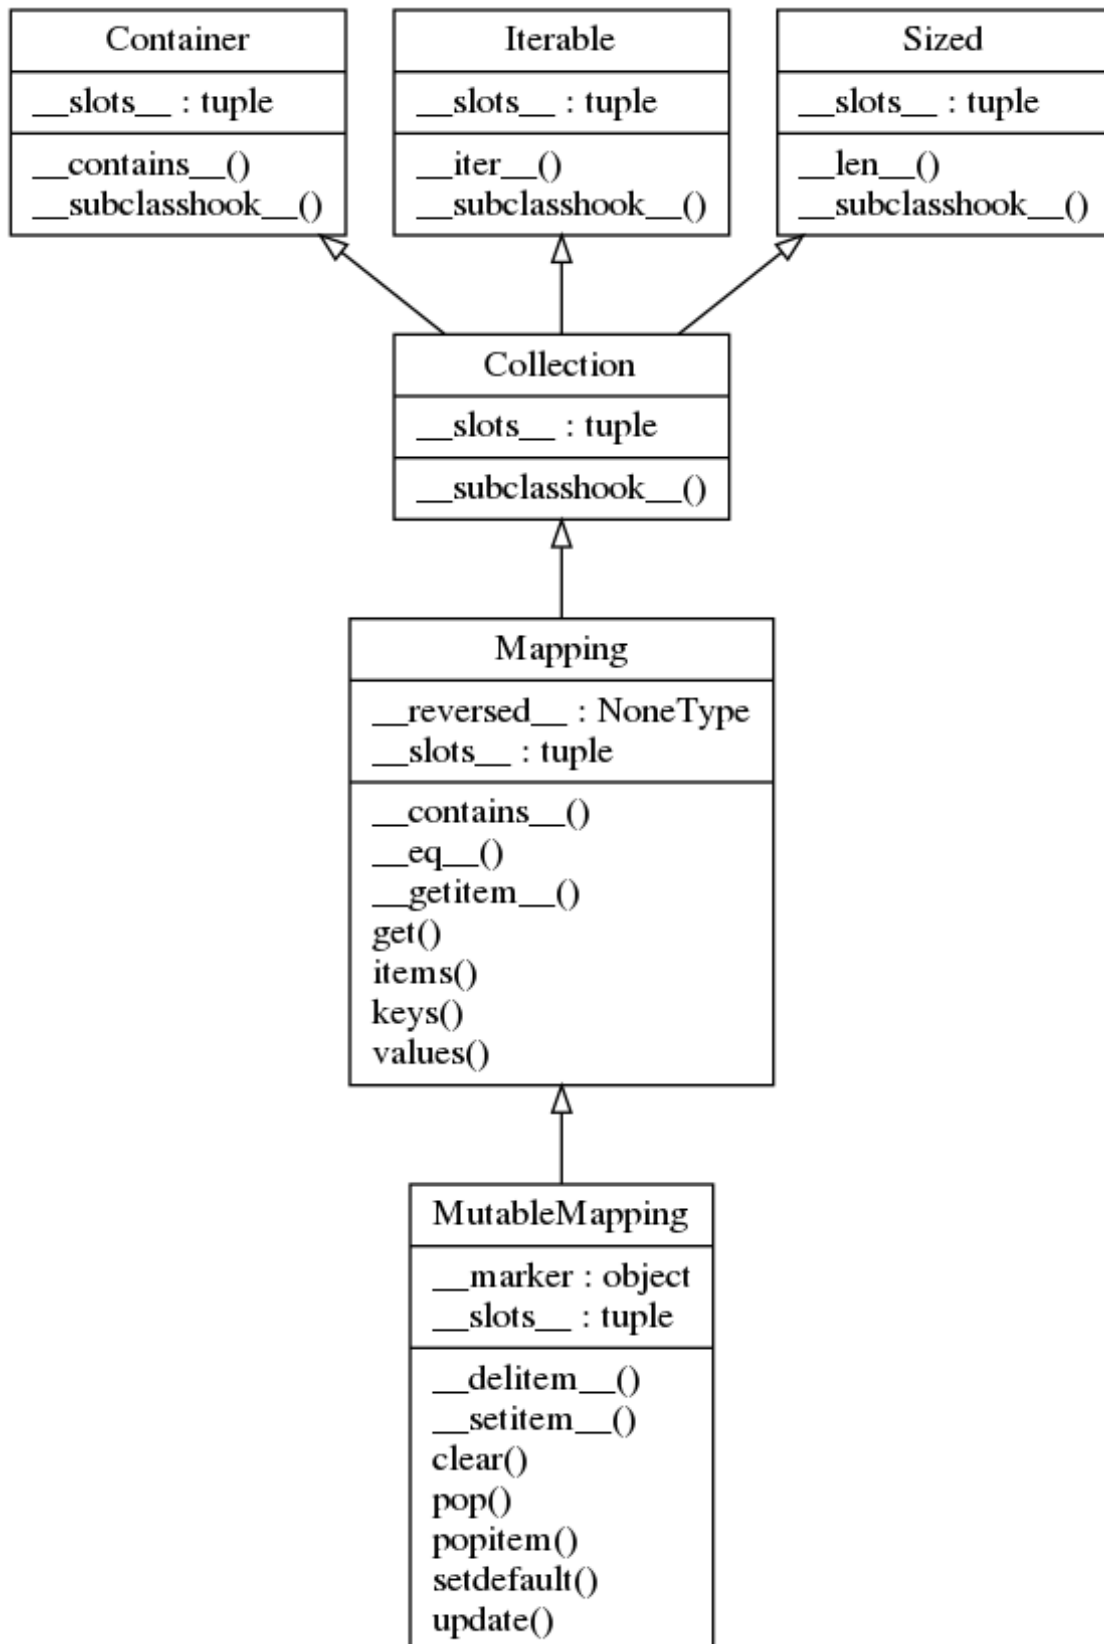 Container
__slots__ : tuple
__contains__()
__subclasshook__()
Iterable
__slots__ : tuple
__iter__()
__subclasshook__()
Sized
__slots__ : tuple
__len__()
__subclasshook__()
Collection
__slots__ : tuple
__subclasshook__()
Mapping
__reversed__ : NoneType
__slots__ : tuple
__contains__()
__eq__()
__getitem__()
get()
items()
keys()
values()
MutableMapping
__marker : object
__slots__ : tuple
__delitem__()
__setitem__()
clear()
pop()
popitem()
setdefault()
update()